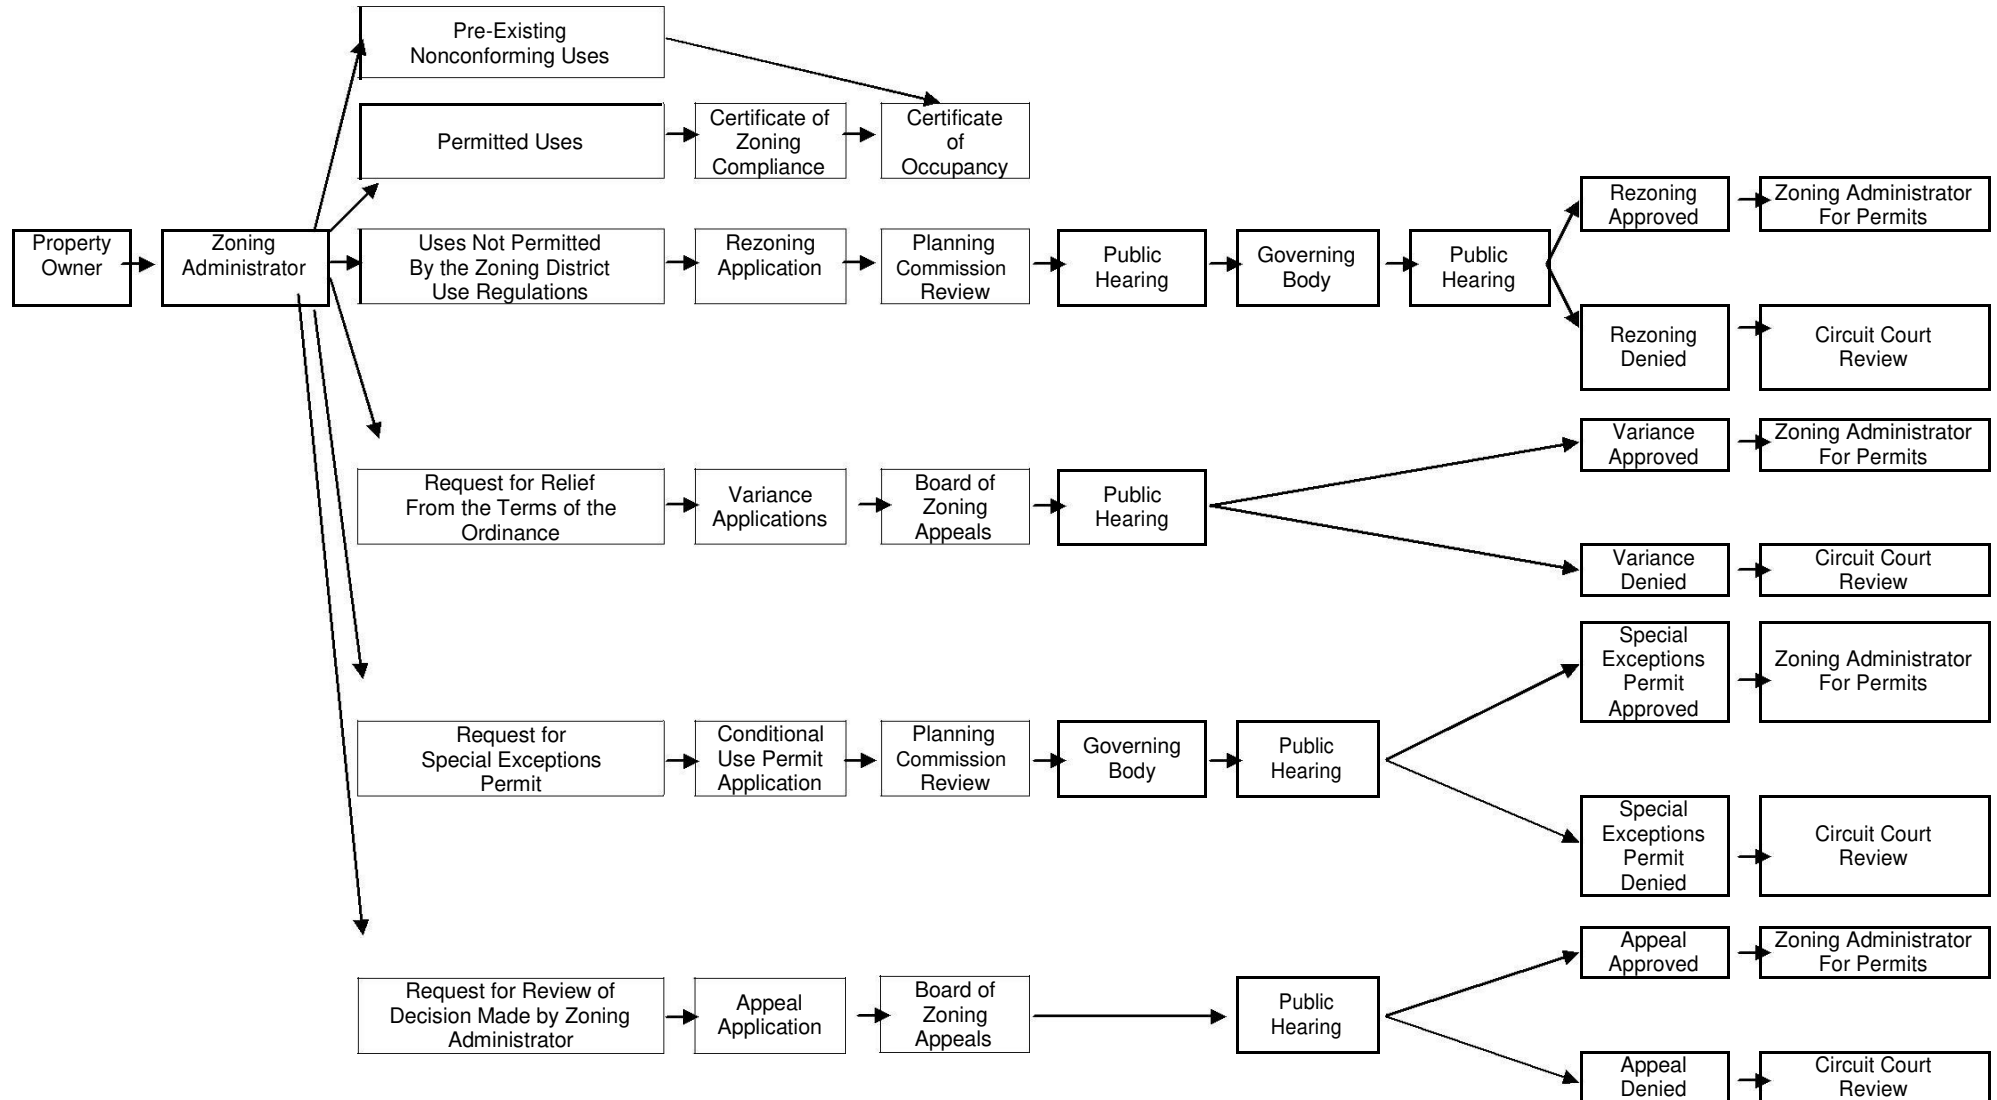 Pre-Existing
Nonconforming Uses
Permitted Uses
Certificate of
Zoning
Compliance
Certificate
of
Occupancy
Property
Owner
Zoning
Administrator
Uses Not Permitted
By the Zoning District
Use Regulations
Rezoning
Application
Planning
Commission
Review
Public
Hearing
Governing
Body
Public
Hearing
Rezoning
Approved
Zoning Administrator
For Permits
Rezoning
Denied
Circuit Court
Review
Request for Relief
From the Terms of the
Ordinance
Variance
Applications
Board of
Zoning
Appeals
Public
Hearing
Variance
Approved
Zoning Administrator
For Permits
Variance
Denied
Circuit Court
Review
Request for
Special Exceptions
Permit
Conditional
Use Permit
Application
Planning
Commission
Review
Governing
Body
Public
Hearing
Special
Exceptions
Permit
Approved
Zoning Administrator
For Permits
Special
Exceptions
Permit
Denied
Circuit Court
Review
Request for Review of
Decision Made by Zoning
Administrator
Appeal
Application
Board of
Zoning
Appeals
Public
Hearing
Appeal
Approved
Zoning Administrator
For Permits
Appeal
Denied
Circuit Court
Review